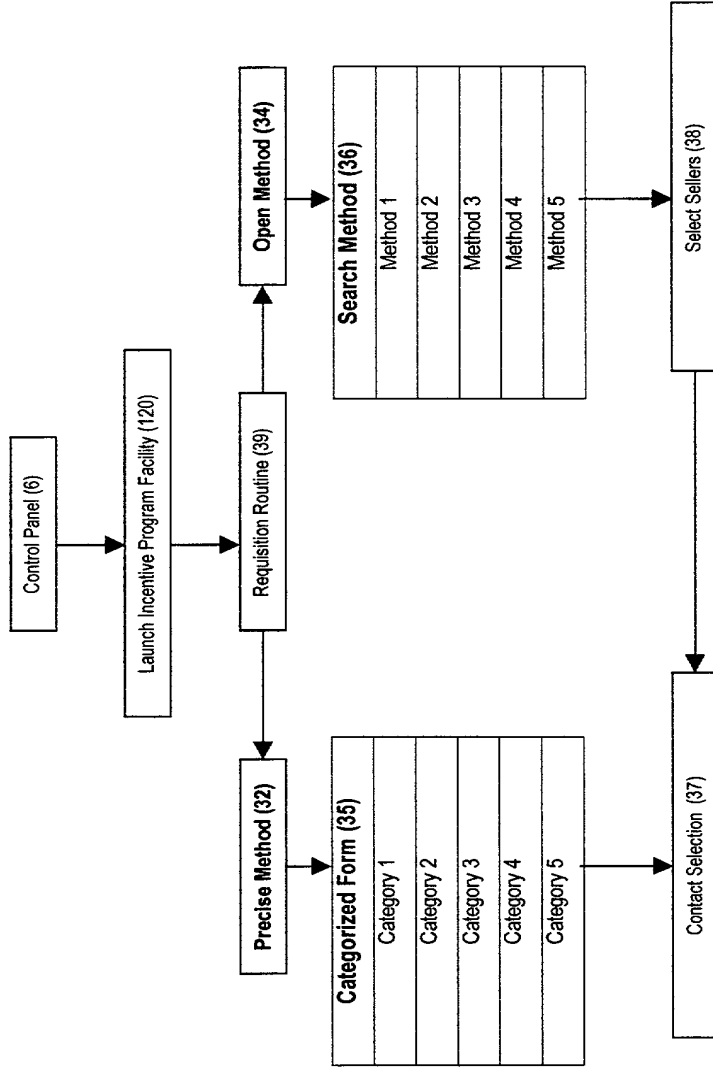 Control Panel (6)
Launch Incentive Program Facility (120)
Requisition Routine (39)
Precise Method (32)
Open Method (34)
Categorized Form (35)
Category 1
Category 2
Category 3
Category 4
Category 5
Search Method (36)
Method 1
Method 2
Method 3
Method 4
Method 5
Contact Selection (37)
Select Sellers (38)